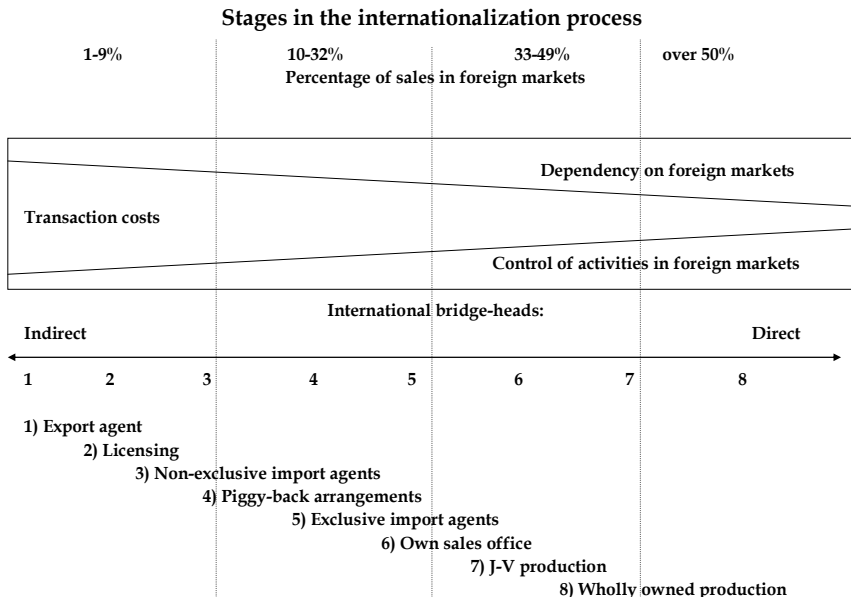 Stages in the internationalization process
1-9% 10-32% 33-49% over 50%
Percentage of sales in foreign markets
Dependency on foreign markets
Transaction costs
Control of activities in foreign markets
International bridge-heads:
Indirect Direct
1 2 3 4 5 6 7 8
1) Export agent
2) Licensing
3) Non-exclusive import agents
4) Piggy-back arrangements
5) Exclusive import agents
6) Own sales office
7) J-V production
8) Wholly owned production